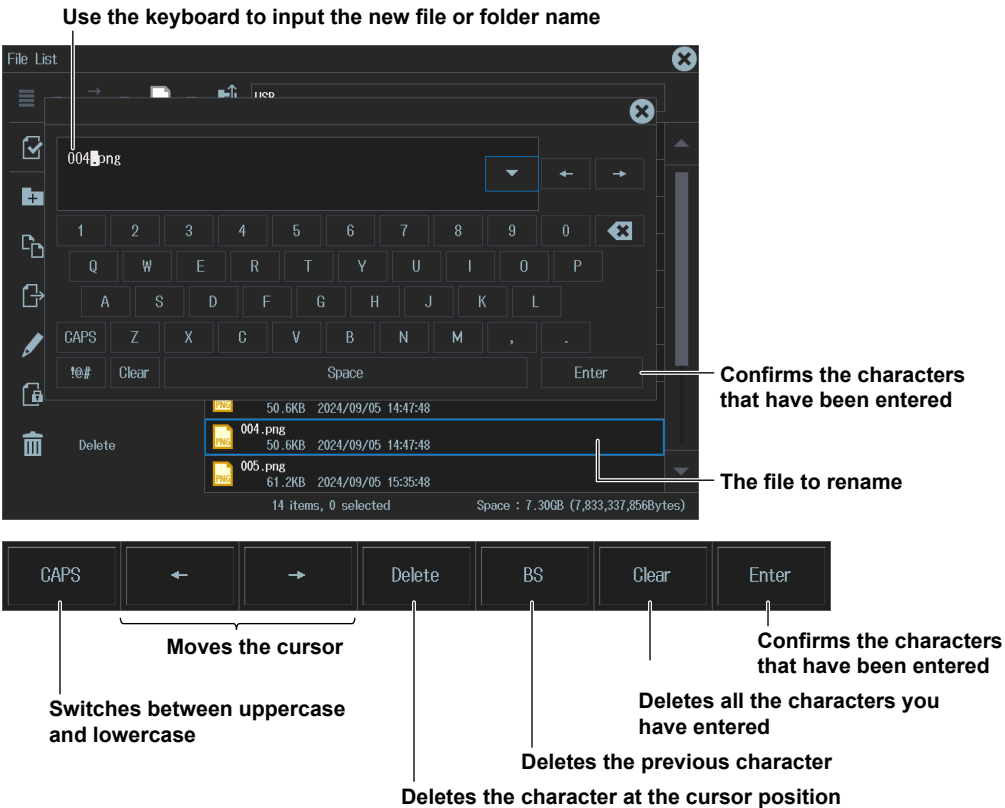 Use the keyboard to input the new file or folder name
File List
USB
004.png
1 2 3 4 5 6 7 8 9 0
Q W E R T Y U I O P
A S D F G H J K L
CAPS Z X C V B N M , .
!@# Clear Space Enter
Confirms the characters
that have been entered
PNG
50.6KB 2024/09/05 14:47:48
Delete
PNG
004.png
50.6KB 2024/09/05 14:47:48
The file to rename
PNG
005.png
61.2KB 2024/09/05 15:35:48
14 items, 0 selected Space : 7.30GB (7,833,337,856Bytes)
CAPS ← → Delete BS Clear Enter
Moves the cursor
Confirms the characters
that have been entered
Switches between uppercase
and lowercase
Deletes all the characters you
have entered
Deletes the previous character
Deletes the character at the cursor position